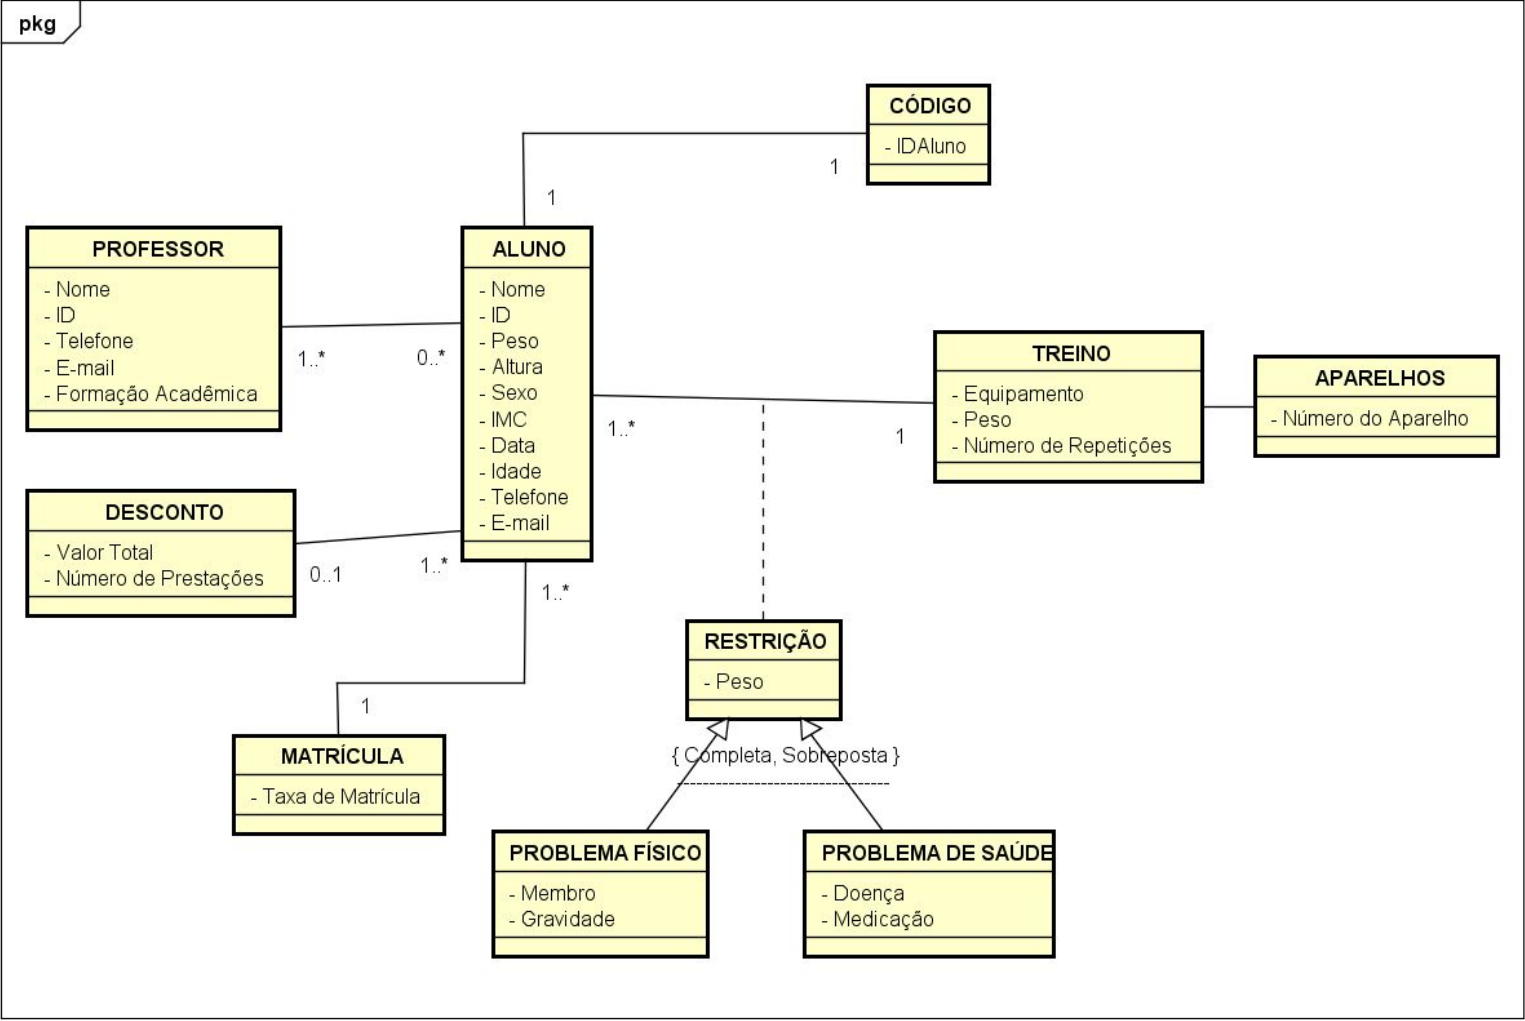 pkg
CÓDIGO
- IDAluno
1
1
PROFESSOR
- Nome
- ID
- Telefone
- E-mail
- Formação Acadêmica
1..*
0..*
ALUNO
- Nome
- ID
- Peso
- Altura
- Sexo
- IMC
- Data
- Idade
- Telefone
- E-mail
1..*
1
TREINO
- Equipamento
- Peso
- Número de Repetições
APARELHOS
- Número do Aparelho
DESCONTO
- Valor Total
- Número de Prestações
0..1
1..*
1..*
1
MATRÍCULA
- Taxa de Matrícula
RESTRIÇÃO
- Peso
{ Completa, Sobreposta }
PROBLEMA FÍSICO
- Membro
- Gravidade
PROBLEMA DE SAÚDE
- Doença
- Medicação